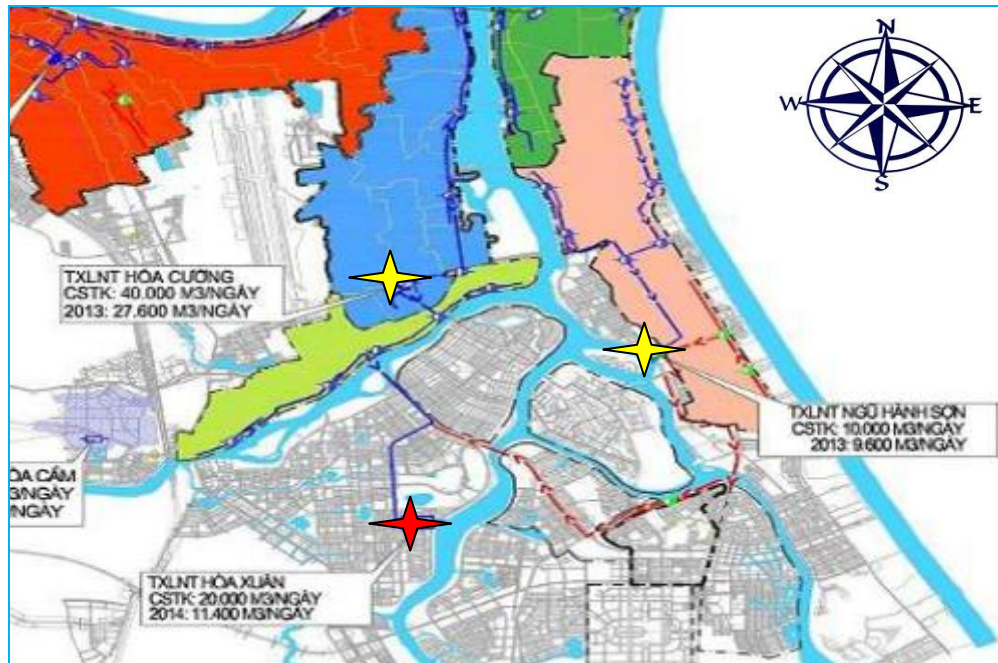 N
W
E
S
TXLNT HÒA CƯỜNG
CSTK: 40.000 M3/NGÀY
2013: 27.600 M3/NGÀY
TXLNT NGŨ HÀNH SƠN
CSTK: 10.000 M3/NGÀY
2013: 9.600 M3/NGÀY
ÒA CẦM
M3/NGÀY
/NGÀY
TXLNT HÒA XUÂN
CSTK: 20.000 M3/NGÀY
2014: 11.400 M3/NGÀY